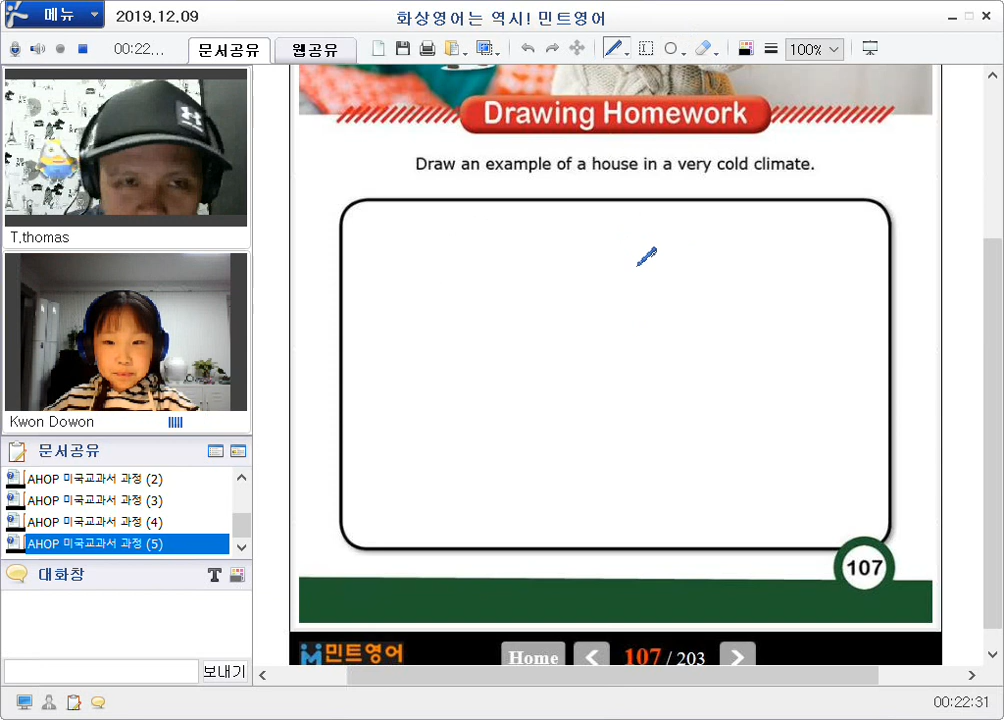 메뉴
2019.12.09
화상영어는 역시! 민트영어
00:22...
문서공유
웹공유
100%
T.thomas
Kwon Dowon
문서공유
AHOP 미국교과서 과정 (2)
AHOP 미국교과서 과정 (3)
AHOP 미국교과서 과정 (4)
AHOP 미국교과서 과정 (5)
대화창
T
보내기
Drawing Homework
Draw an example of a house in a very cold climate.
107
민트영어
Home
107 / 203
00:22:31